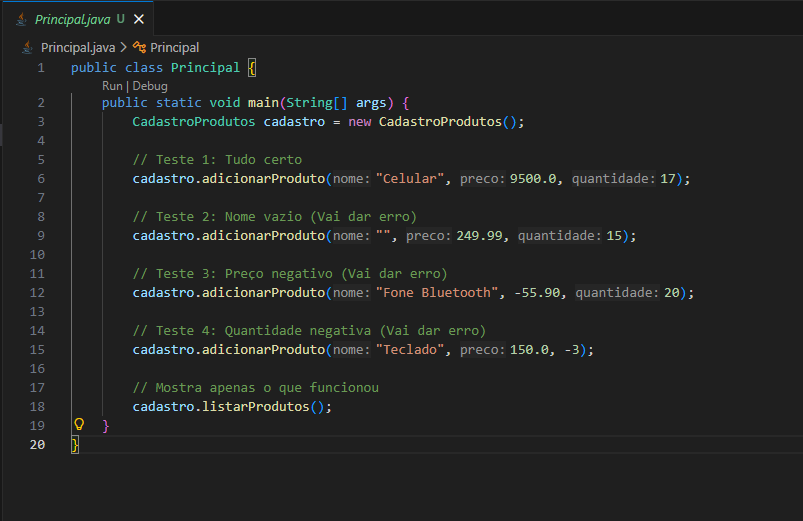 Principal.java U ×
Principal.java > Principal
1 public class Principal {
Run | Debug
2 public static void main(String[] args) {
3 CadastroProdutos cadastro = new CadastroProdutos();
4
5 // Teste 1: Tudo certo
6 cadastro.adicionarProduto(nome: "Celular", preco: 9500.0, quantidade: 17);
7
8 // Teste 2: Nome vazio (Vai dar erro)
9 cadastro.adicionarProduto(nome: "", preco: 249.99, quantidade: 15);
10
11 // Teste 3: Preço negativo (Vai dar erro)
12 cadastro.adicionarProduto(nome: "Fone Bluetooth", -55.90, quantidade: 20);
13
14 // Teste 4: Quantidade negativa (Vai dar erro)
15 cadastro.adicionarProduto(nome: "Teclado", preco: 150.0, -3);
16
17 // Mostra apenas o que funcionou
18 cadastro.listarProdutos();
19 }
20 }